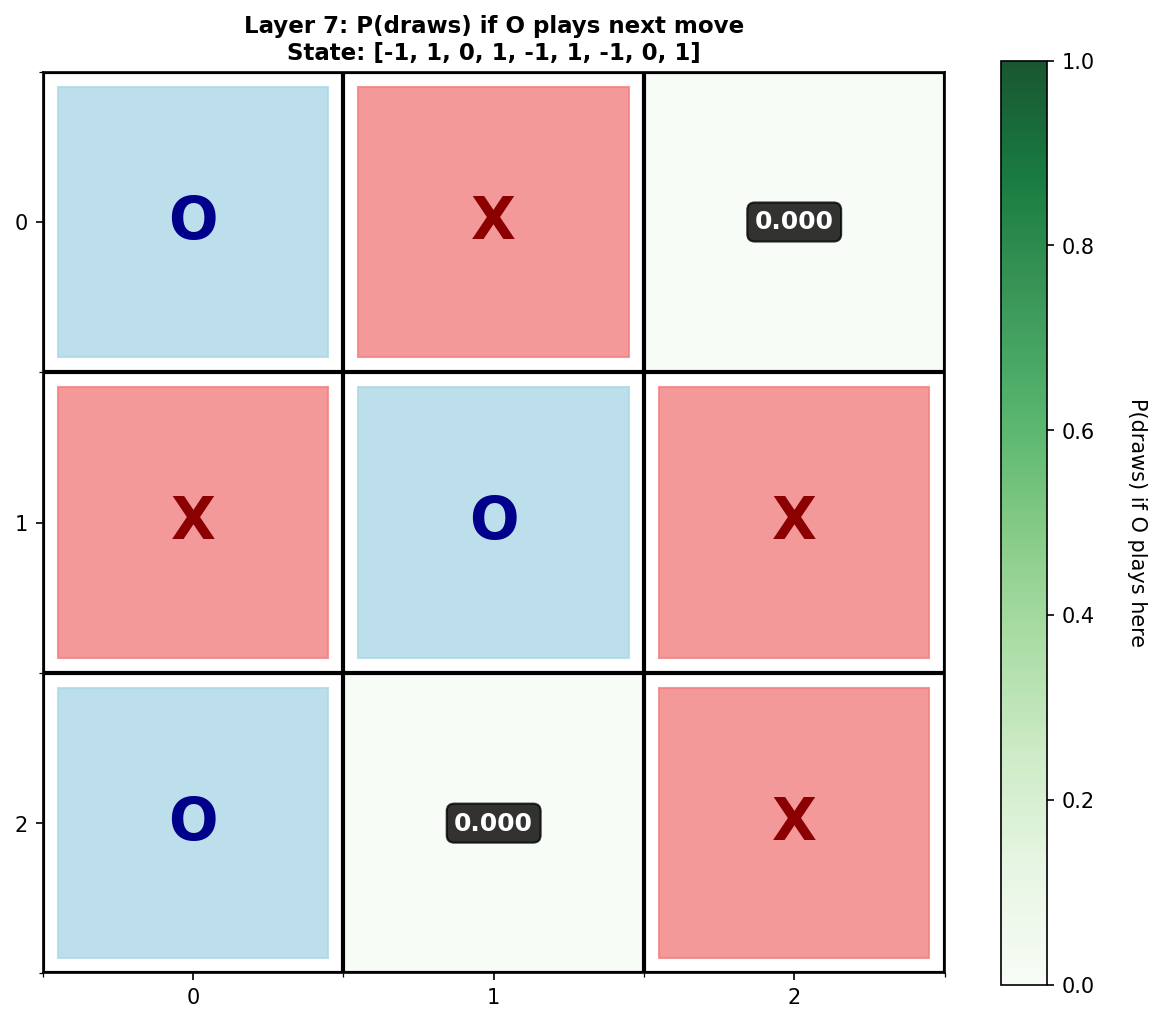 Layer 7: P(draws) if O plays next move
State: [-1, 1, 0, 1, -1, 1, -1, 0, 1]
O X 0.000
X O X
O 0.000 X
0
1
2
0 1 2
1.0
0.8
0.6
0.4
0.2
0.0
P(draws) if O plays here